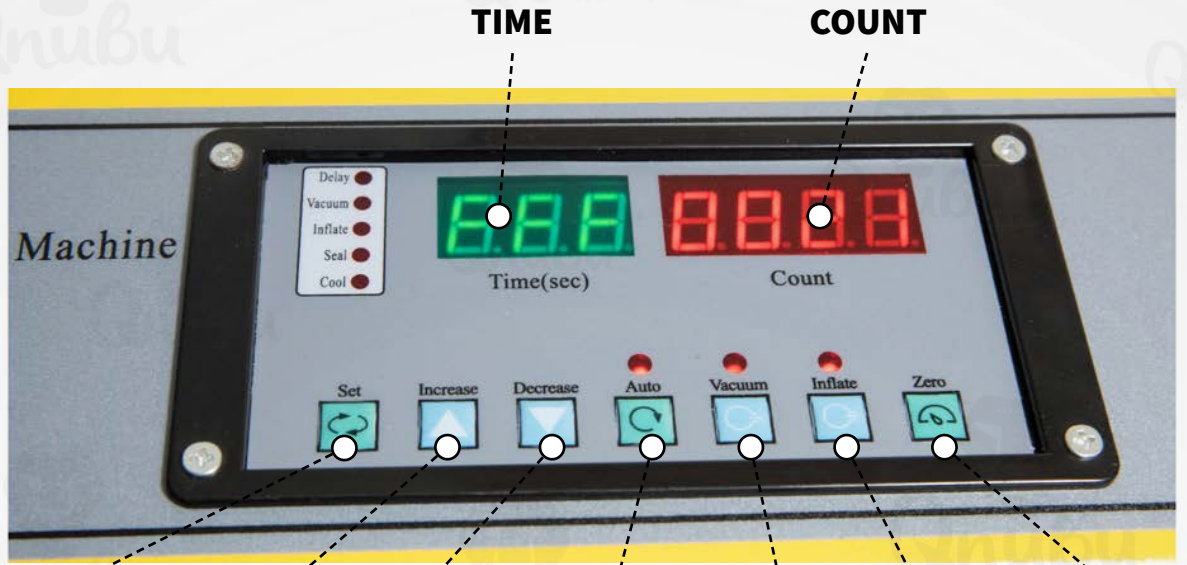 TIME COUNT
Delay
Vacuum
Inflate
Seal
Cool
Machine
Time(sec) Count
Set Increase Decrease Auto Vacuum Inflate Zero